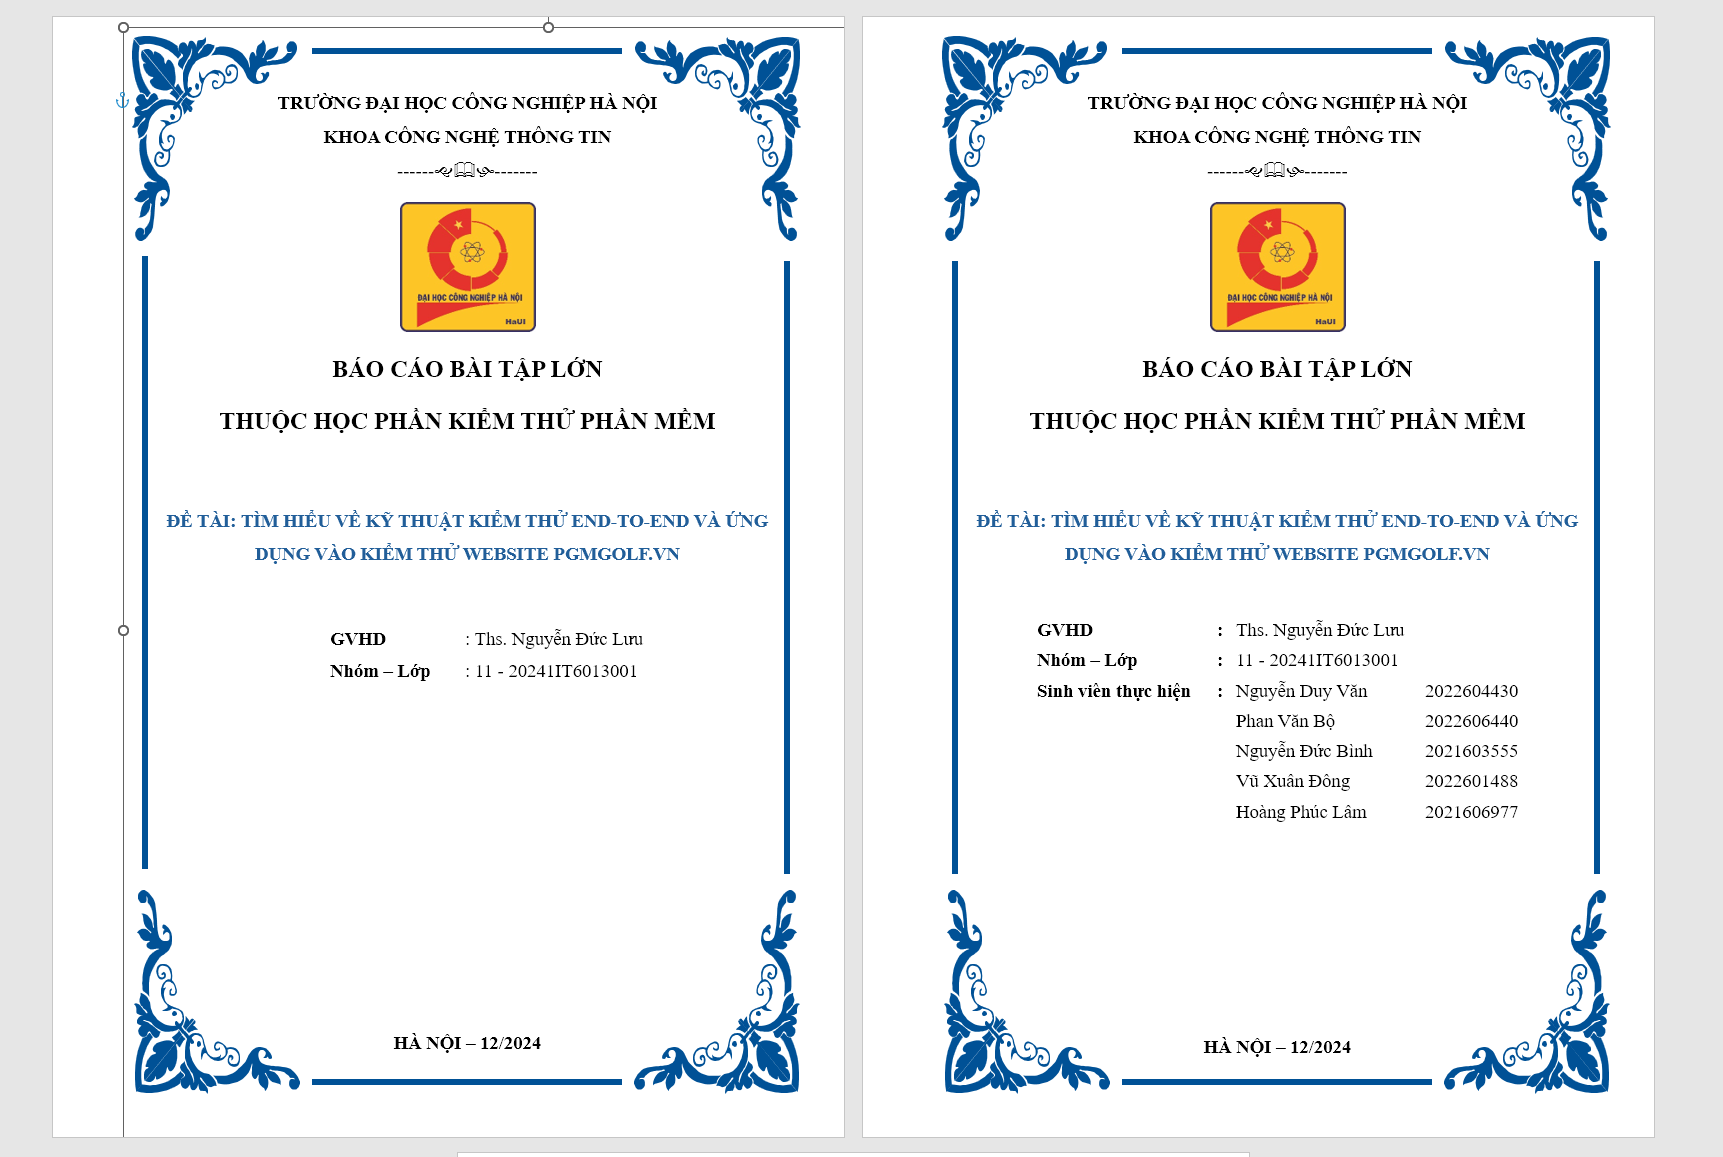 TRƯỜNG ĐẠI HỌC CÔNG NGHIỆP HÀ NỘI
KHOA CÔNG NGHỆ THÔNG TIN
------🙢🕮🙠-------
ĐẠI HỌC CÔNG NGHIỆP HÀ NỘI
HaUI
BÁO CÁO BÀI TẬP LỚN
THUỘC HỌC PHẦN KIỂM THỬ PHẦN MỀM
ĐỀ TÀI: TÌM HIỂU VỀ KỸ THUẬT KIỂM THỬ END-TO-END VÀ ỨNG
DỤNG VÀO KIỂM THỬ WEBSITE PGMGOLF.VN
GVHD : Ths. Nguyễn Đức Lưu
Nhóm – Lớp : 11 - 20241IT6013001
HÀ NỘI – 12/2024
TRƯỜNG ĐẠI HỌC CÔNG NGHIỆP HÀ NỘI
KHOA CÔNG NGHỆ THÔNG TIN
------🙢🕮🙠-------
ĐẠI HỌC CÔNG NGHIỆP HÀ NỘI
HaUI
BÁO CÁO BÀI TẬP LỚN
THUỘC HỌC PHẦN KIỂM THỬ PHẦN MỀM
ĐỀ TÀI: TÌM HIỂU VỀ KỸ THUẬT KIỂM THỬ END-TO-END VÀ ỨNG
DỤNG VÀO KIỂM THỬ WEBSITE PGMGOLF.VN
GVHD : Ths. Nguyễn Đức Lưu
Nhóm – Lớp : 11 - 20241IT6013001
Sinh viên thực hiện : Nguyễn Duy Văn 2022604430
Phan Văn Bộ 2022606440
Nguyễn Đức Bình 2021603555
Vũ Xuân Đông 2022601488
Hoàng Phúc Lâm 2021606977
HÀ NỘI – 12/2024